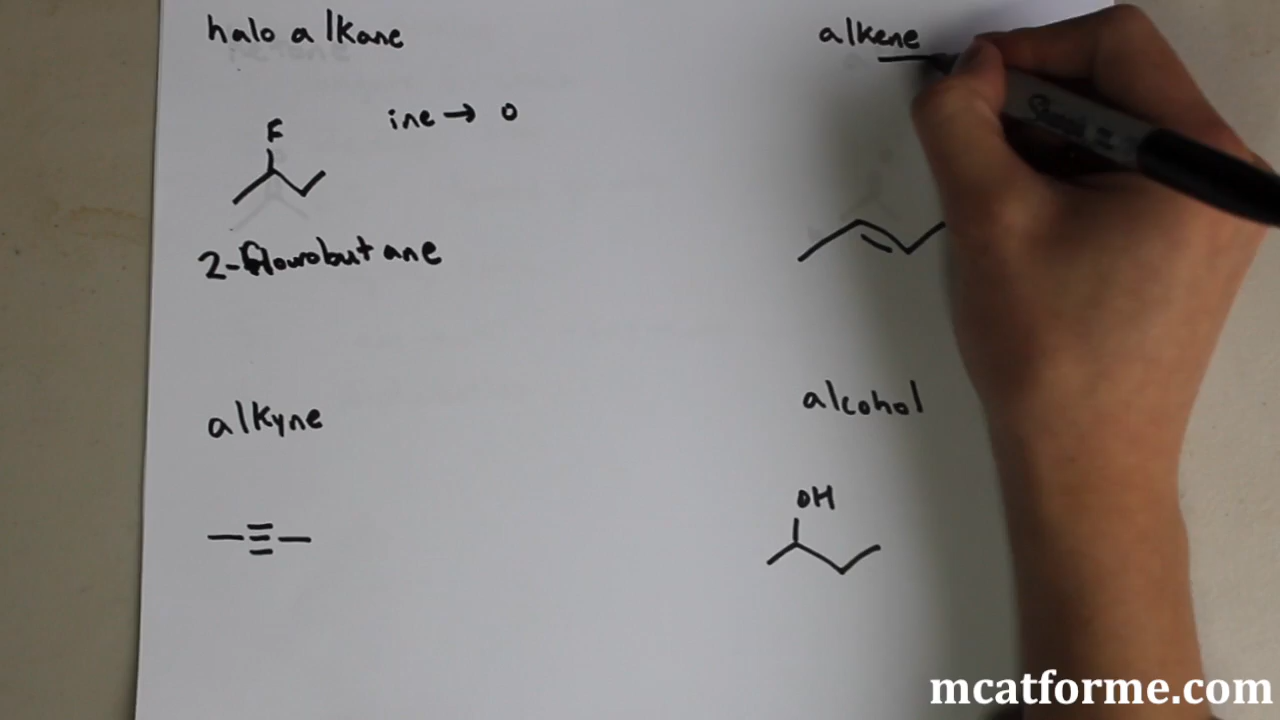 halo alkane
alkene
F
ine → o
2-flourobutane
alkyne
alcohol
OH
mcatforme.com